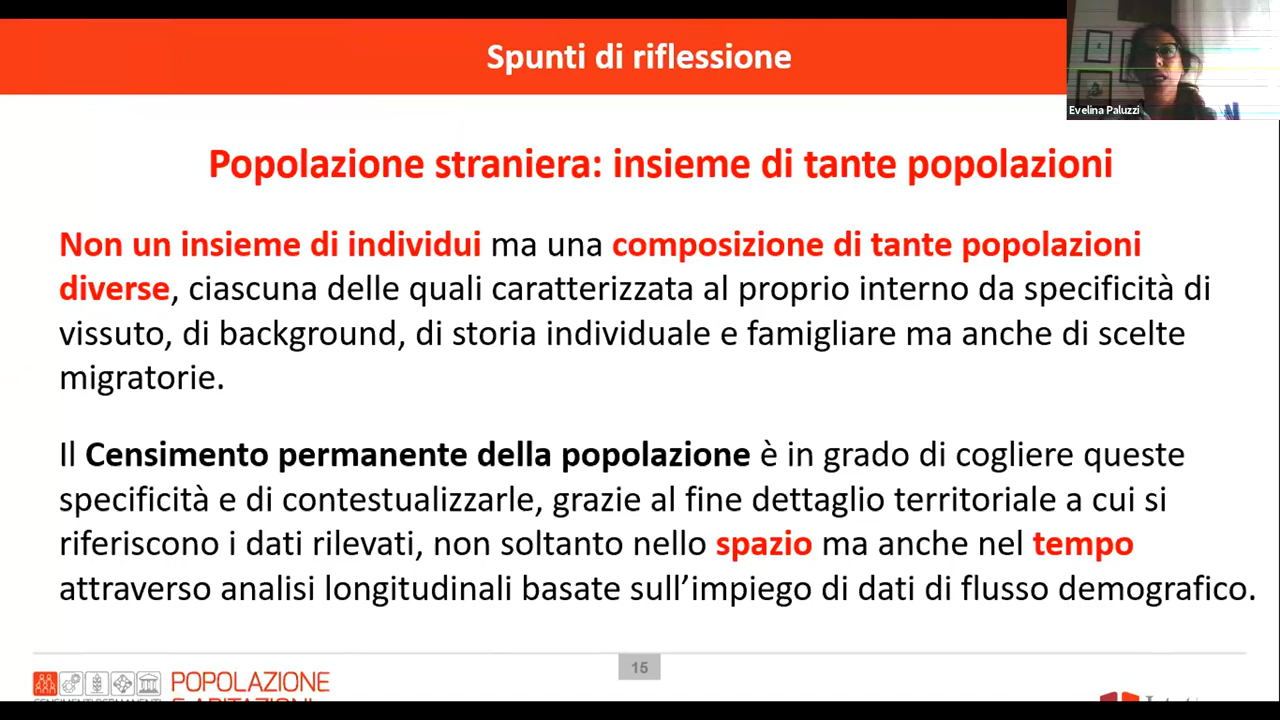 Spunti di riflessione
Evelina Paluzzi
Popolazione straniera: insieme di tante popolazioni
Non un insieme di individui ma una composizione di tante popolazioni
diverse, ciascuna delle quali caratterizzata al proprio interno da specificità di
vissuto, di background, di storia individuale e famigliare ma anche di scelte
migratorie.
Il Censimento permanente della popolazione è in grado di cogliere queste
specificità e di contestualizzarle, grazie al fine dettaglio territoriale a cui si
riferiscono i dati rilevati, non soltanto nello spazio ma anche nel tempo
attraverso analisi longitudinali basate sull’impiego di dati di flusso demografico.
15
POPOLAZIONE